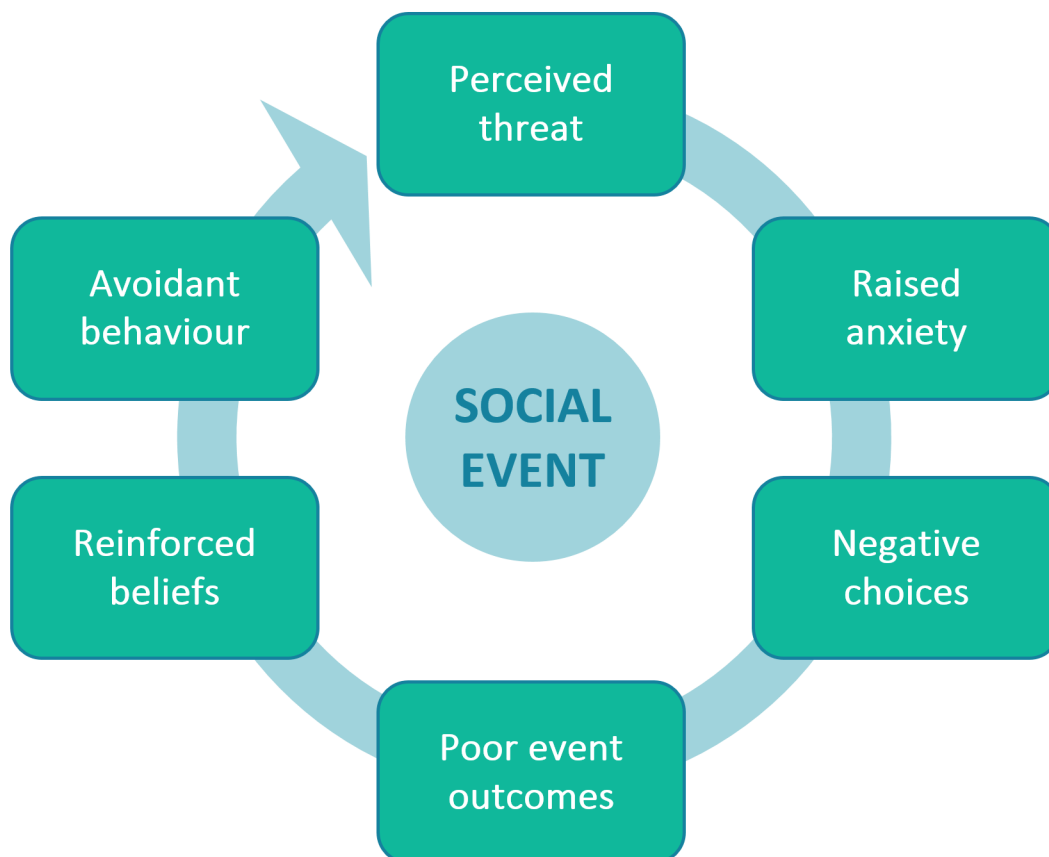 Perceived
threat
Raised
anxiety
Negative
choices
Poor event
outcomes
Reinforced
beliefs
Avoidant
behaviour
SOCIAL
EVENT